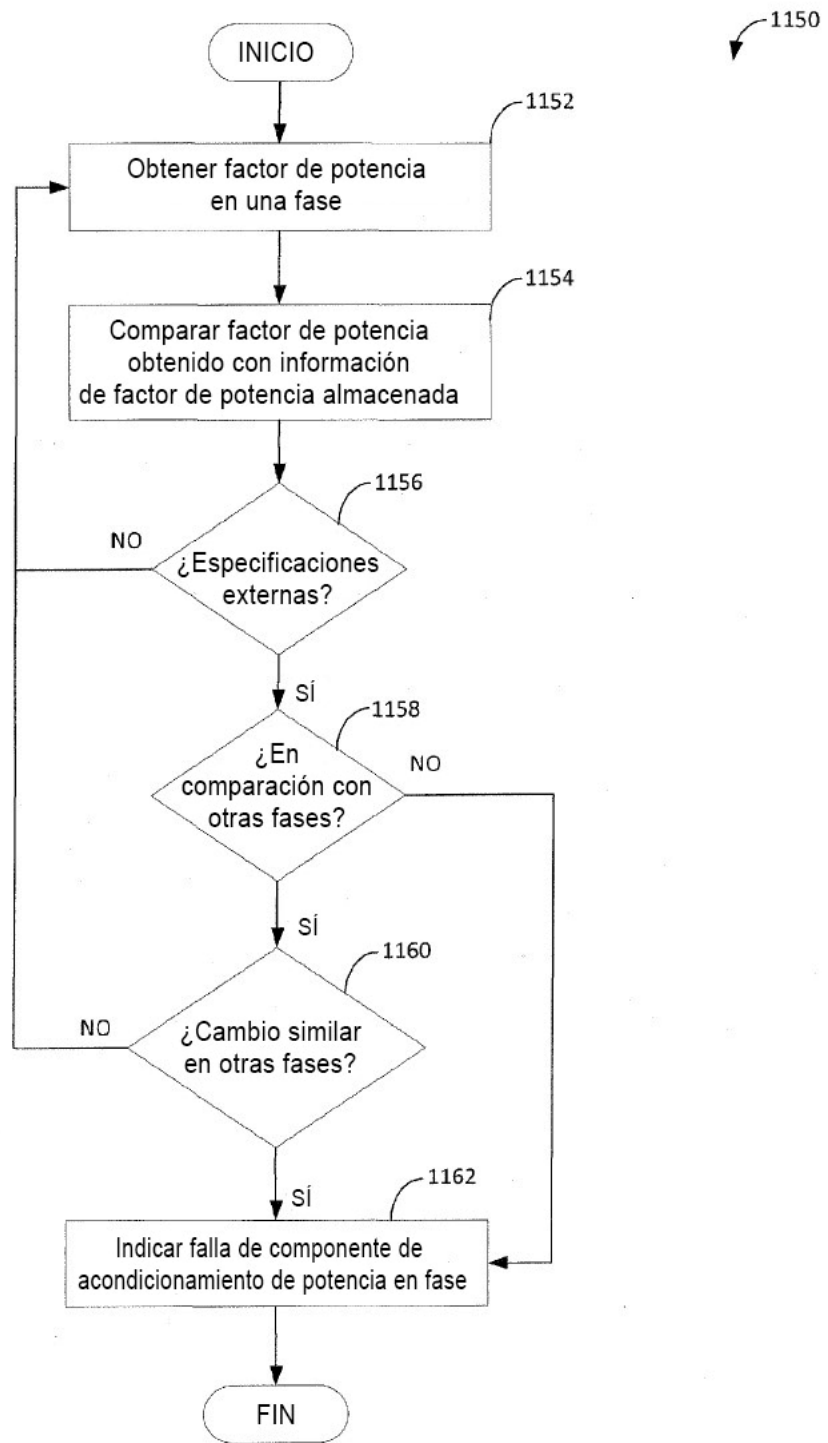 1150
INICIO
1152
Obtener factor de potencia
en una fase
1154
Comparar factor de potencia
obtenido con información
de factor de potencia almacenada
1156
NO
¿Especificaciones
externas?
SÍ
1158
¿En
comparación con
otras fases?
NO
SÍ
1160
NO
¿Cambio similar
en otras fases?
SÍ
1162
Indicar falla de componente de
acondicionamiento de potencia en fase
FIN